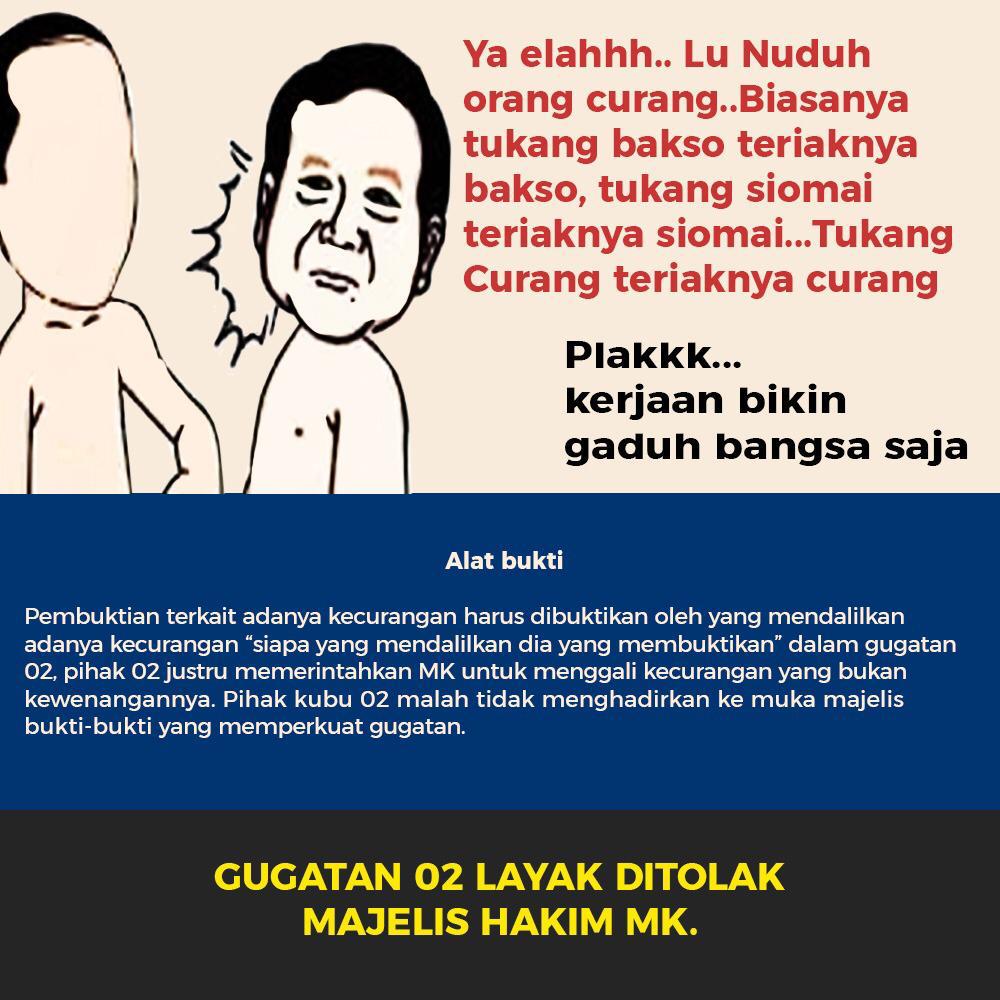 Ya elahhh.. Lu Nuduh
orang curang..Biasanya
tukang bakso teriaknya
bakso, tukang siomai
teriaknya siomai...Tukang
Curang teriaknya curang
Plakkk...
kerjaan bikin
gaduh bangsa saja
Alat bukti
Pembuktian terkait adanya kecurangan harus dibuktikan oleh yang mendalilkan
adanya kecurangan “siapa yang mendalilkan dia yang membuktikan” dalam gugatan
02, pihak 02 justru memerintahkan MK untuk menggali kecurangan yang bukan
kewenangannya. Pihak kubu 02 malah tidak menghadirkan ke muka majelis
bukti-bukti yang memperkuat gugatan.
GUGATAN 02 LAYAK DITOLAK
MAJELIS HAKIM MK.